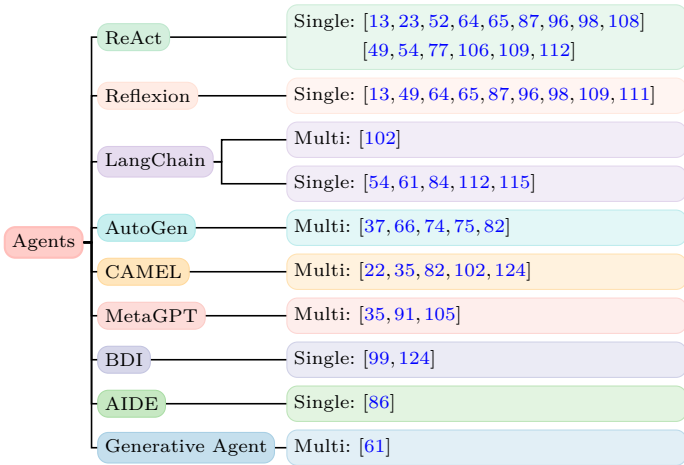 Agents
ReAct
Single: [13, 23, 52, 64, 65, 87, 96, 98, 108]
[49, 54, 77, 106, 109, 112]
Reflexion
Single: [13, 49, 64, 65, 87, 96, 98, 109, 111]
LangChain
Multi: [102]
Single: [54, 61, 84, 112, 115]
AutoGen
Multi: [37, 66, 74, 75, 82]
CAMEL
Multi: [22, 35, 82, 102, 124]
MetaGPT
Multi: [35, 91, 105]
BDI
Single: [99, 124]
AIDE
Single: [86]
Generative Agent
Multi: [61]